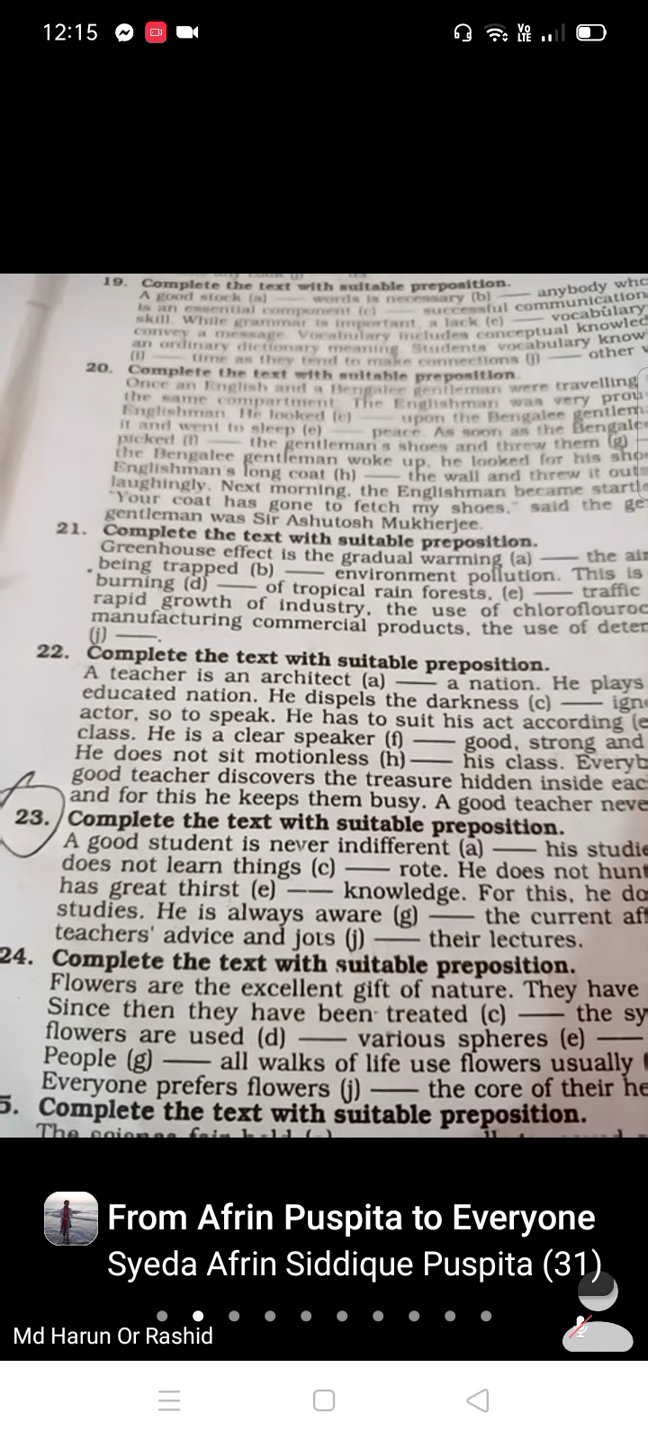 12:15
Vo
LTE
19. Complete the text with suitable preposition.
A good stock (a) —— words is necessary (b) —— anybody who
is an essential component (c) —— successful communication
skill. While grammar is important, a lack (e) —— vocabulary
convey a message. Vocabulary includes conceptual knowled
an ordinary dictionary meaning. Students vocabulary know
(i) —— time as they tend to make connections (j) —— other
20. Complete the text with suitable preposition.
Once an English and a Bengalee gentleman were travelling
the same compartment. The Englishman was very prou
Englishman. He looked (c) —— upon the Bengalee gentlem
it and went to sleep (e) —— peace. As soon as the Bengale
picked (f) —— the gentleman's shoes and threw them (g)
the Bengalee gentleman woke up, he looked for his sho
Englishman's long coat (h) —— the wall and threw it outs
laughingly. Next morning, the Englishman became startle
"Your coat has gone to fetch my shoes," said the ge
gentleman was Sir Ashutosh Mukherjee.
21. Complete the text with suitable preposition.
Greenhouse effect is the gradual warming (a) —— the air
being trapped (b) —— environment pollution. This is
burning (d) —— of tropical rain forests, (e) —— traffic
rapid growth of industry, the use of chloroflouroc
manufacturing commercial products, the use of deter
(j) ——.
22. Complete the text with suitable preposition.
A teacher is an architect (a) —— a nation. He plays
educated nation. He dispels the darkness (c) —— ign
actor, so to speak. He has to suit his act according (e
class. He is a clear speaker (f) —— good, strong and
He does not sit motionless (h) —— his class. Everyb
good teacher discovers the treasure hidden inside eac
and for this he keeps them busy. A good teacher neve
23. Complete the text with suitable preposition.
A good student is never indifferent (a) —— his studie
does not learn things (c) —— rote. He does not hunt
has great thirst (e) —— knowledge. For this, he do
studies. He is always aware (g) —— the current aff
teachers' advice and jots (j) —— their lectures.
24. Complete the text with suitable preposition.
Flowers are the excellent gift of nature. They have
Since then they have been treated (c) —— the sy
flowers are used (d) —— various spheres (e) ——
People (g) —— all walks of life use flowers usually
Everyone prefers flowers (j) —— the core of their he
5. Complete the text with suitable preposition.
From Afrin Puspita to Everyone
Syeda Afrin Siddique Puspita (31)
Md Harun Or Rashid